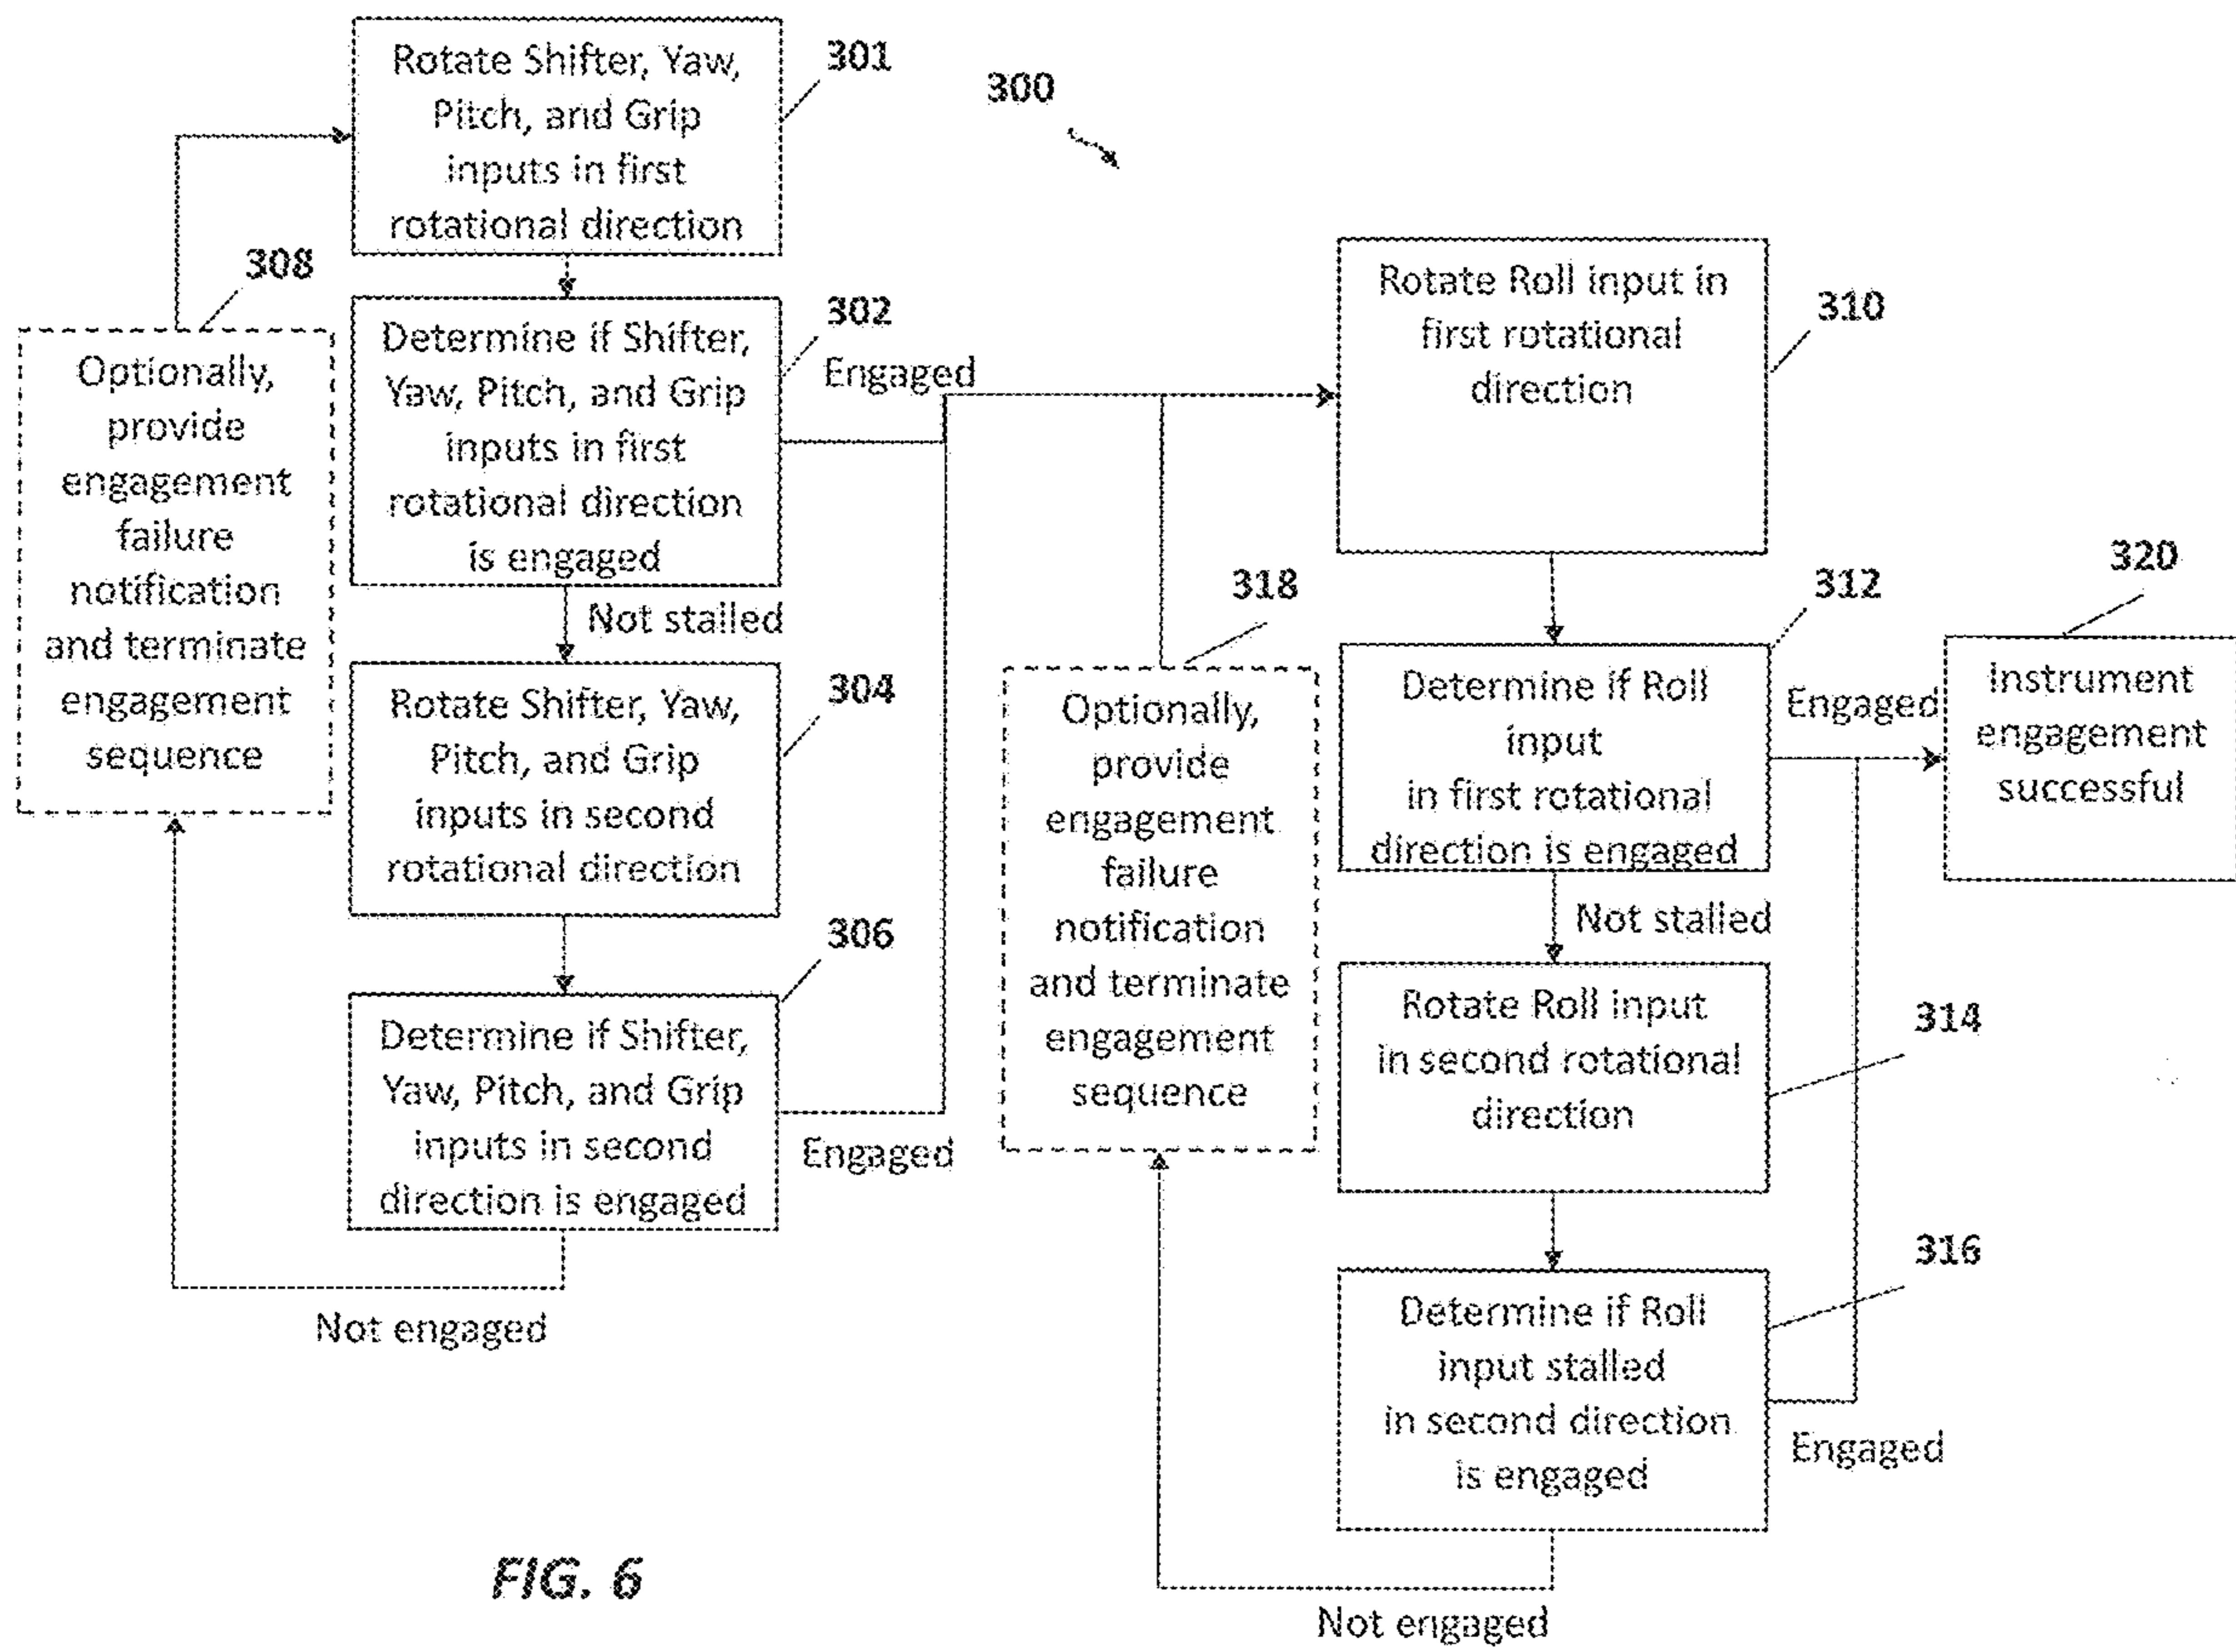 Rotate Shifter, Yaw,
Pitch, and Grip
inputs in first
rotational direction
301
300
308
Optionally,
provide
engagement
failure
notification
and terminate
engagement
sequence
Determine if Shifter,
Yaw, Pitch, and Grip
inputs in first
rotational direction
is engaged
302
Engaged
Not stalled
Rotate Shifter, Yaw,
Pitch, and Grip
inputs in second
rotational direction
304
Determine if Shifter,
Yaw, Pitch, and Grip
inputs in second
direction is engaged
306
Engaged
Not engaged
Rotate Roll input in
first rotational
direction
310
318
Optionally,
provide
engagement
failure
notification
and terminate
engagement
sequence
Determine if Roll
input
in first rotational
direction is engaged
312
Engaged
320
Instrument
engagement
successful
Not stalled
Rotate Roll input
in second rotational
direction
314
Determine if Roll
input stalled
in second direction
is engaged
316
Engaged
Not engaged
FIG. 6